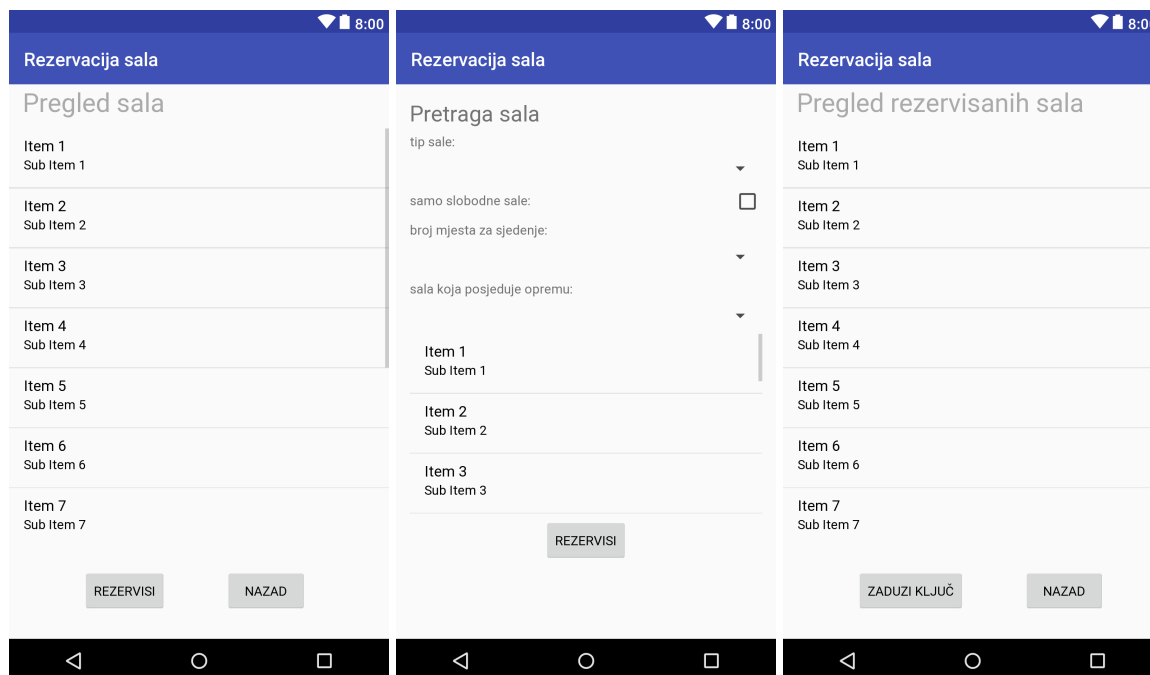 8:00
Rezervacija sala
Pregled sala
Item 1
Sub Item 1
Item 2
Sub Item 2
Item 3
Sub Item 3
Item 4
Sub Item 4
Item 5
Sub Item 5
Item 6
Sub Item 6
Item 7
Sub Item 7
REZERVISI NAZAD
8:00
Rezervacija sala
Pretraga sala
tip sale:
samo slobodne sale:
broj mjesta za sjedenje:
sala koja posjeduje opremu:
Item 1
Sub Item 1
Item 2
Sub Item 2
Item 3
Sub Item 3
REZERVISI
8:0
Rezervacija sala
Pregled rezervisanih sala
Item 1
Sub Item 1
Item 2
Sub Item 2
Item 3
Sub Item 3
Item 4
Sub Item 4
Item 5
Sub Item 5
Item 6
Sub Item 6
Item 7
Sub Item 7
ZADUZI KLJUČ NAZAD